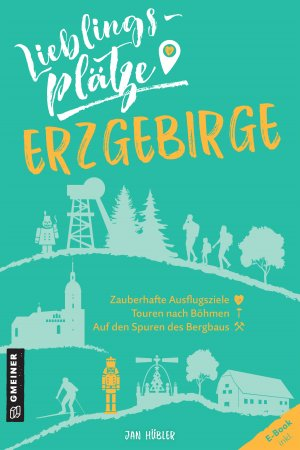 Lieblings-
plätze
ERZGEBIRGE
Zauberhafte Ausflugsziele
Touren nach Böhmen
Auf den Spuren des Bergbaus
E-Book
inkl.
GMEINER
JAN HÜBLER